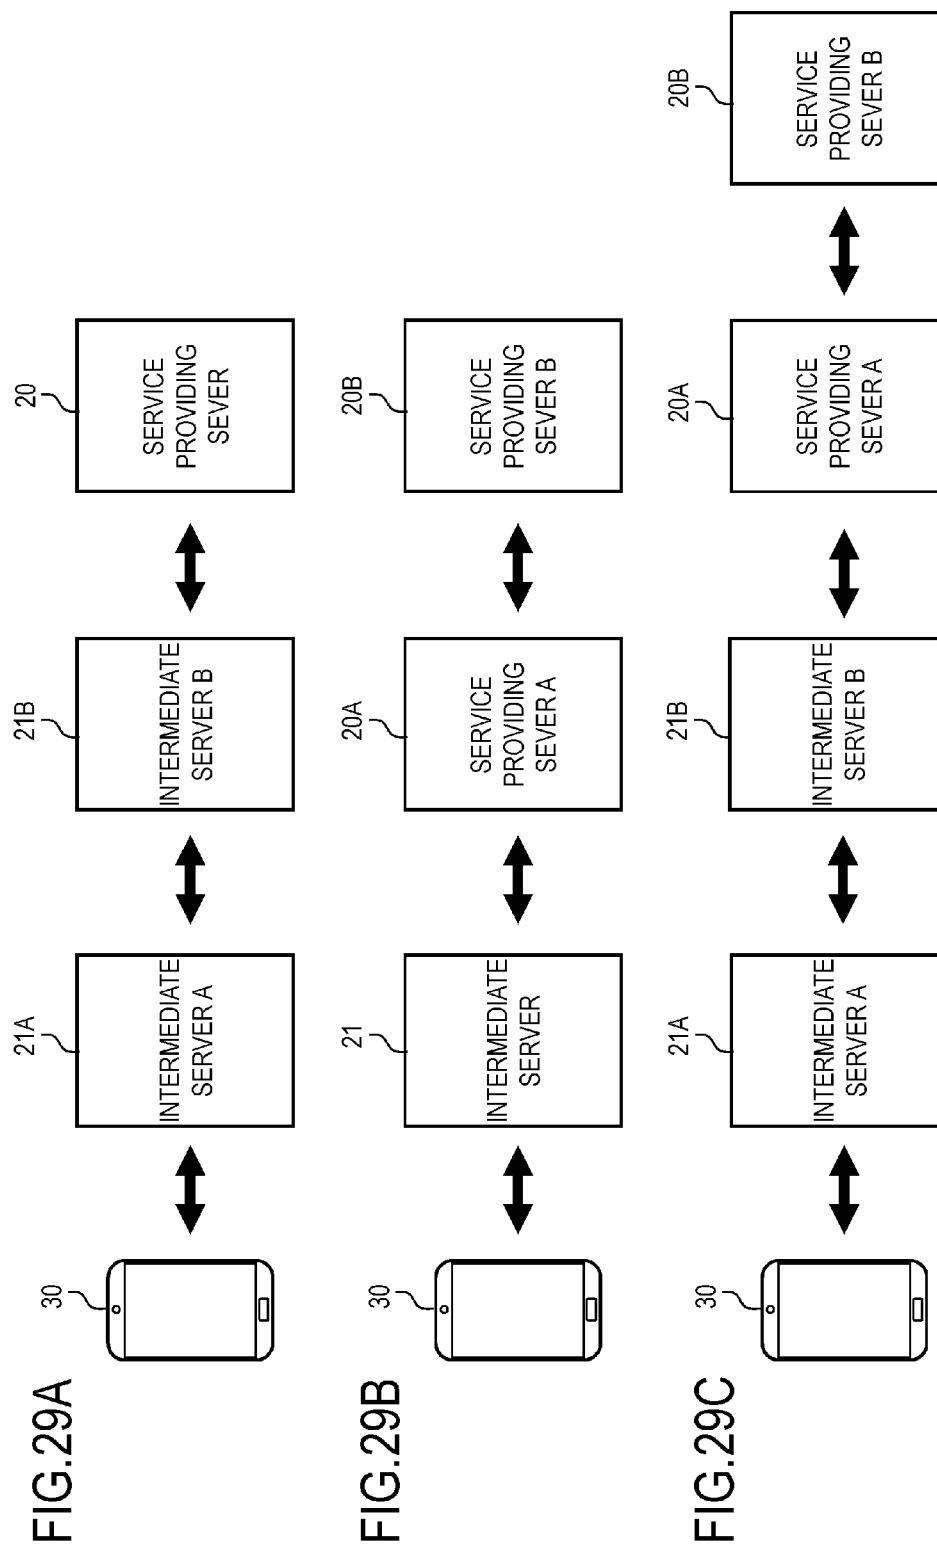 FIG.29A
30
21A
INTERMEDIATE
SERVER A
21B
INTERMEDIATE
SERVER B
20
SERVICE
PROVIDING
SEVER
FIG.29B
30
21
INTERMEDIATE
SERVER
20A
SERVICE
PROVIDING
SEVER A
20B
SERVICE
PROVIDING
SEVER B
FIG.29C
30
21A
INTERMEDIATE
SERVER A
21B
INTERMEDIATE
SERVER B
20A
SERVICE
PROVIDING
SEVER A
20B
SERVICE
PROVIDING
SEVER B